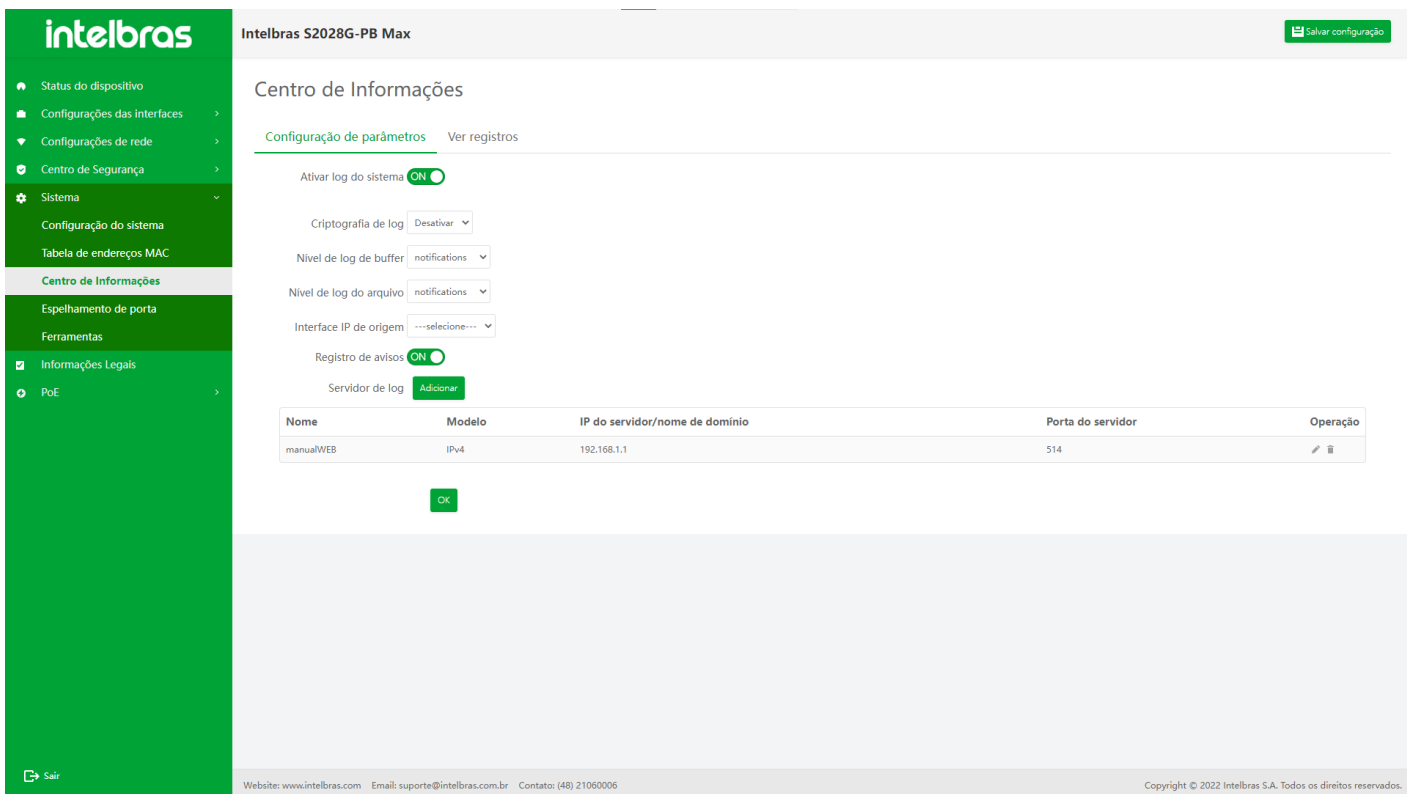 intelbras
Intelbras S2028G-PB Max
Salvar configuração
Status do dispositivo
Configurações das interfaces
Configurações de rede
Centro de Segurança
Sistema
Configuração do sistema
Tabela de endereços MAC
Centro de Informações
Espelhamento de porta
Ferramentas
Informações Legais
PoE
Sair
Centro de Informações
Configuração de parâmetros Ver registros
Ativar log do sistema ON
Criptografia de log Desativar
Nível de log de buffer notifications
Nível de log do arquivo notifications
Interface IP de origem ---selecione---
Registro de avisos ON
Servidor de log Adicionar
Nome Modelo IP do servidor/nome de domínio Porta do servidor Operação
manualWEB IPv4 192.168.1.1 514
OK
Website: www.intelbras.com Email: suporte@intelbras.com.br Contato: (48) 21060006
Copyright © 2022 Intelbras S.A. Todos os direitos reservados.